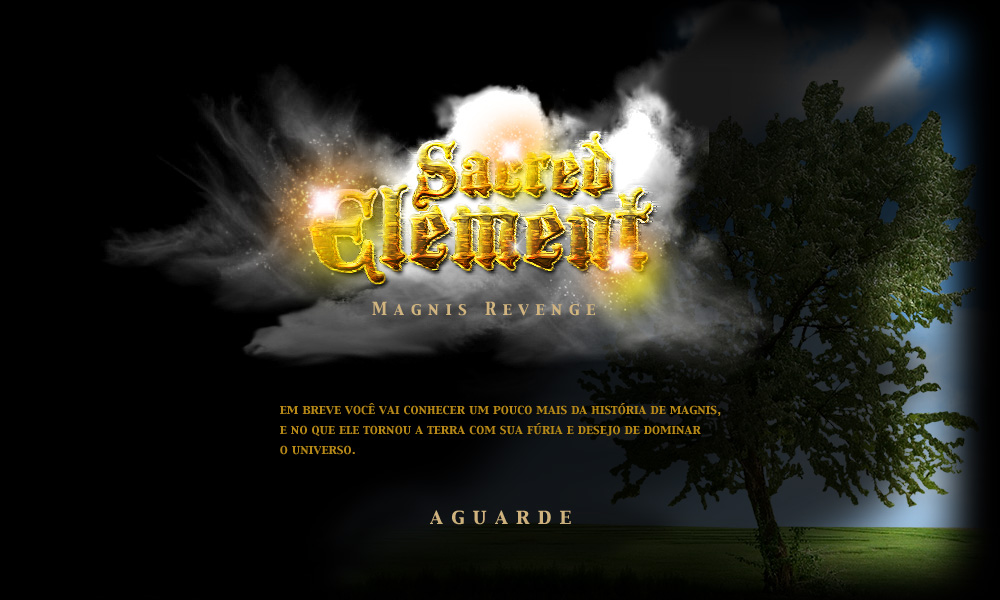 Sacred
Element
Magnis Revenge
EM BREVE VOCÊ VAI CONHECER UM POUCO MAIS DA HISTÓRIA DE MAGNIS,
E NO QUE ELE TORNOU A TERRA COM SUA FÚRIA E DESEJO DE DOMINAR
O UNIVERSO.
AGUARDE